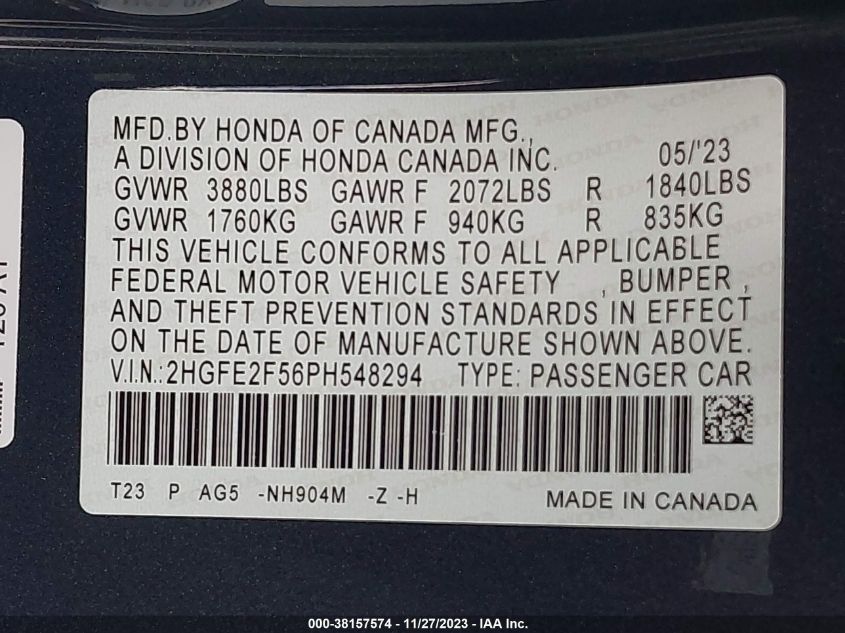 MFD.BY HONDA OF CANADA MFG.,
A DIVISION OF HONDA CANADA INC. 05/'23
GVWR 3880LBS GAWR F 2072LBS R 1840LBS
GVWR 1760KG GAWR F 940KG R 835KG
THIS VEHICLE CONFORMS TO ALL APPLICABLE
FEDERAL MOTOR VEHICLE SAFETY , BUMPER ,
AND THEFT PREVENTION STANDARDS IN EFFECT
ON THE DATE OF MANUFACTURE SHOWN ABOVE.
V.I.N.:2HGFE2F56PH548294 TYPE: PASSENGER CAR
T23 P AG5 -NH904M -Z -H MADE IN CANADA
000-38157574 - 11/27/2023 - IAA Inc.